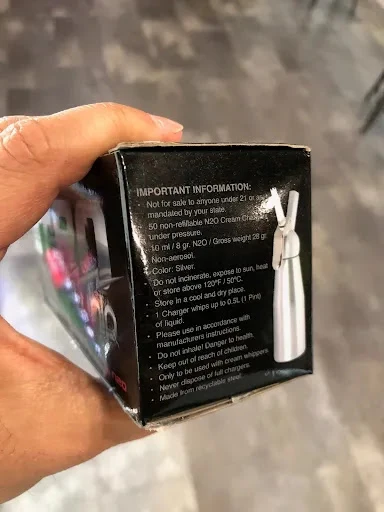 IMPORTANT INFORMATION:
Not for sale to anyone under 21 or as
mandated by your state.
50 non-refillable N2O Cream Charg
under pressure.
10 ml / 8 gr. N2O / Gross weight 28 gr.
Non-aerosol.
Color: Silver.
Do not incinerate, expose to sun, heat
or store above 120°F / 50°C.
Store in a cool and dry place.
1 Charger whips up to 0.5L (1 Pint)
of liquid.
Please use in accordance with
manufacturers instructions.
Do not inhale! Danger to health.
Keep out of reach of children.
Only to be used with cream whippers
Never dispose of full chargers.
Made from recyclable steel.